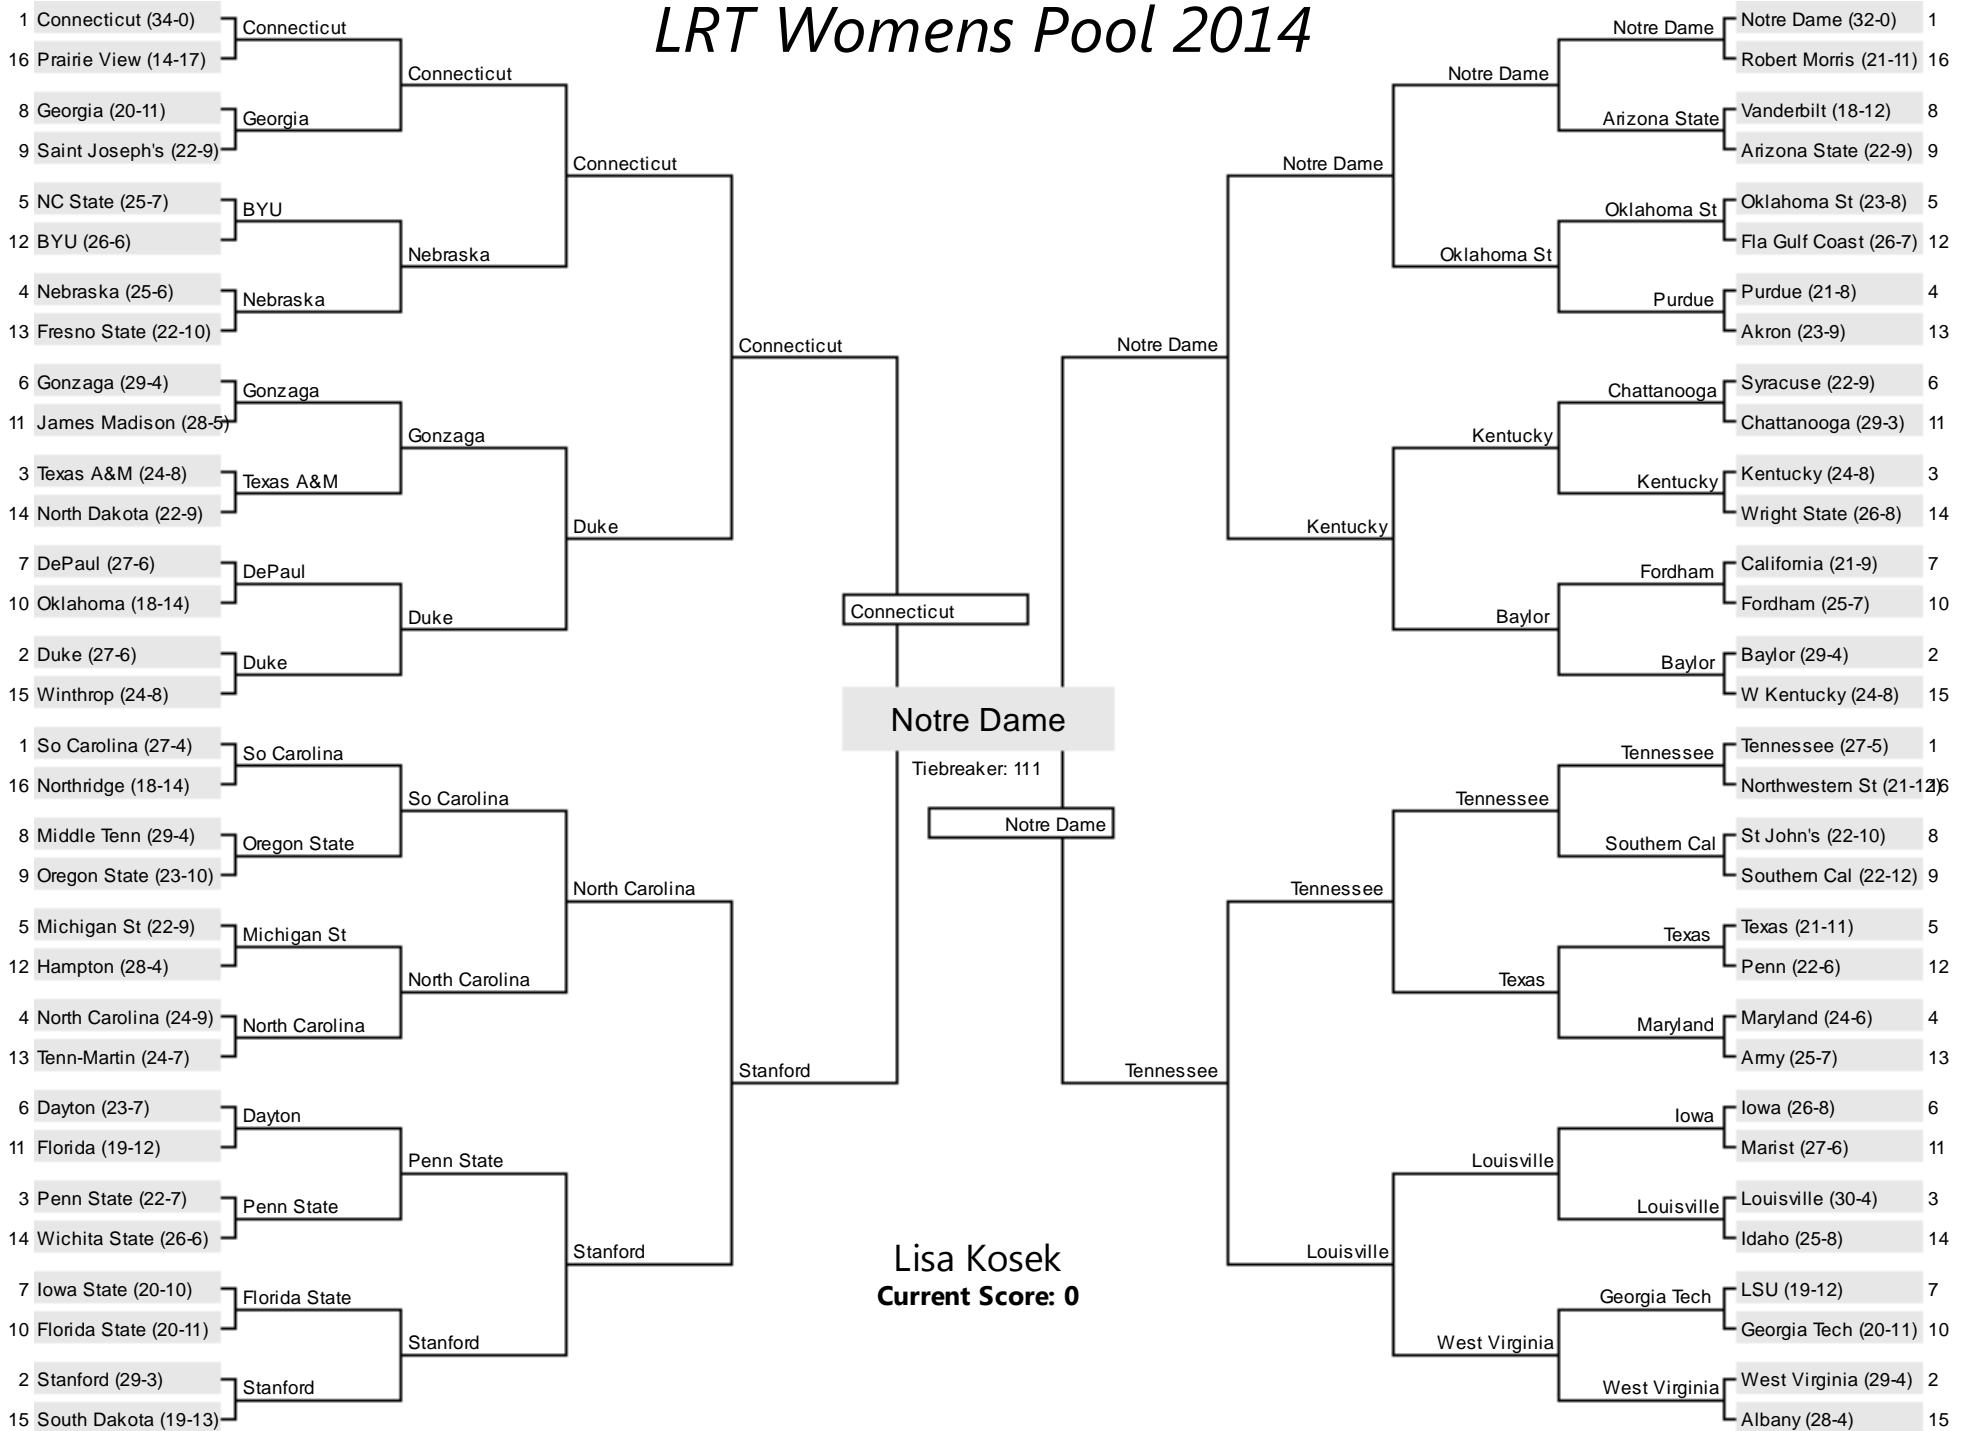 LRT Womens Pool 2014
1 Connecticut (34-0)
Connecticut
16 Prairie View (14-17)
Connecticut
8 Georgia (20-11)
Georgia
9 Saint Joseph's (22-9)
Connecticut
5 NC State (25-7)
BYU
12 BYU (26-6)
Nebraska
4 Nebraska (25-6)
Nebraska
13 Fresno State (22-10)
Connecticut
6 Gonzaga (29-4)
Gonzaga
11 James Madison (28-5)
Gonzaga
3 Texas A&M (24-8)
Texas A&M
14 North Dakota (22-9)
Duke
7 DePaul (27-6)
DePaul
10 Oklahoma (18-14)
Duke
2 Duke (27-6)
Duke
15 Winthrop (24-8)
1 So Carolina (27-4)
So Carolina
16 Northridge (18-14)
So Carolina
8 Middle Tenn (29-4)
Oregon State
9 Oregon State (23-10)
North Carolina
5 Michigan St (22-9)
Michigan St
12 Hampton (28-4)
North Carolina
4 North Carolina (24-9)
North Carolina
13 Tenn-Martin (24-7)
Stanford
6 Dayton (23-7)
Dayton
11 Florida (19-12)
Penn State
3 Penn State (22-7)
Penn State
14 Wichita State (26-6)
Stanford
7 Iowa State (20-10)
Florida State
10 Florida State (20-11)
Stanford
2 Stanford (29-3)
Stanford
15 South Dakota (19-13)
Connecticut
Notre Dame
Tiebreaker: 111
Notre Dame
Lisa Kosek
Current Score: 0
Notre Dame (32-0) 1
Notre Dame
Robert Morris (21-11) 16
Notre Dame
Vanderbilt (18-12) 8
Arizona State
Arizona State (22-9) 9
Notre Dame
Oklahoma St (23-8) 5
Oklahoma St
Fla Gulf Coast (26-7) 12
Oklahoma St
Purdue (21-8) 4
Purdue
Akron (23-9) 13
Notre Dame
Syracuse (22-9) 6
Chattanooga
Chattanooga (29-3) 11
Kentucky
Kentucky (24-8) 3
Kentucky
Wright State (26-8) 14
Kentucky
California (21-9) 7
Fordham
Fordham (25-7) 10
Baylor
Baylor (29-4) 2
Baylor
W Kentucky (24-8) 15
Tennessee (27-5) 1
Tennessee
Northwestern St (21-12) 16
Tennessee
St John's (22-10) 8
Southern Cal
Southern Cal (22-12) 9
Tennessee
Texas (21-11) 5
Texas
Penn (22-6) 12
Texas
Maryland (24-6) 4
Maryland
Army (25-7) 13
Tennessee
Iowa (26-8) 6
Iowa
Marist (27-6) 11
Louisville
Louisville (30-4) 3
Louisville
Idaho (25-8) 14
Louisville
LSU (19-12) 7
Georgia Tech
Georgia Tech (20-11) 10
West Virginia
West Virginia (29-4) 2
West Virginia
Albany (28-4) 15